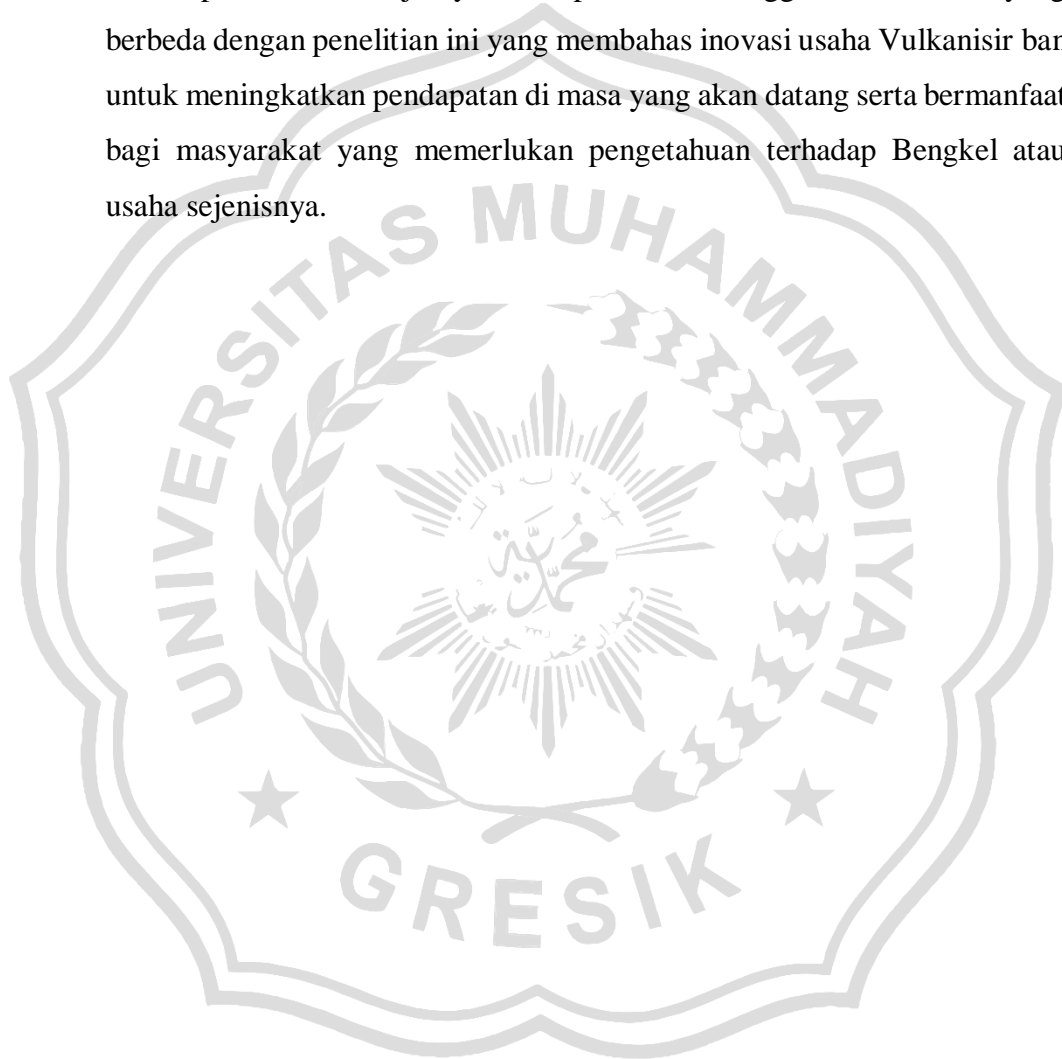 berbeda dengan penelitian ini yang membahas inovasi usaha Vulkanisir ban
untuk meningkatkan pendapatan di masa yang akan datang serta bermanfaat
bagi masyarakat yang memerlukan pengetahuan terhadap Bengkel atau
usaha sejenisnya.
UNIVERSITAS MUHAMMADIYAH
GRESIK